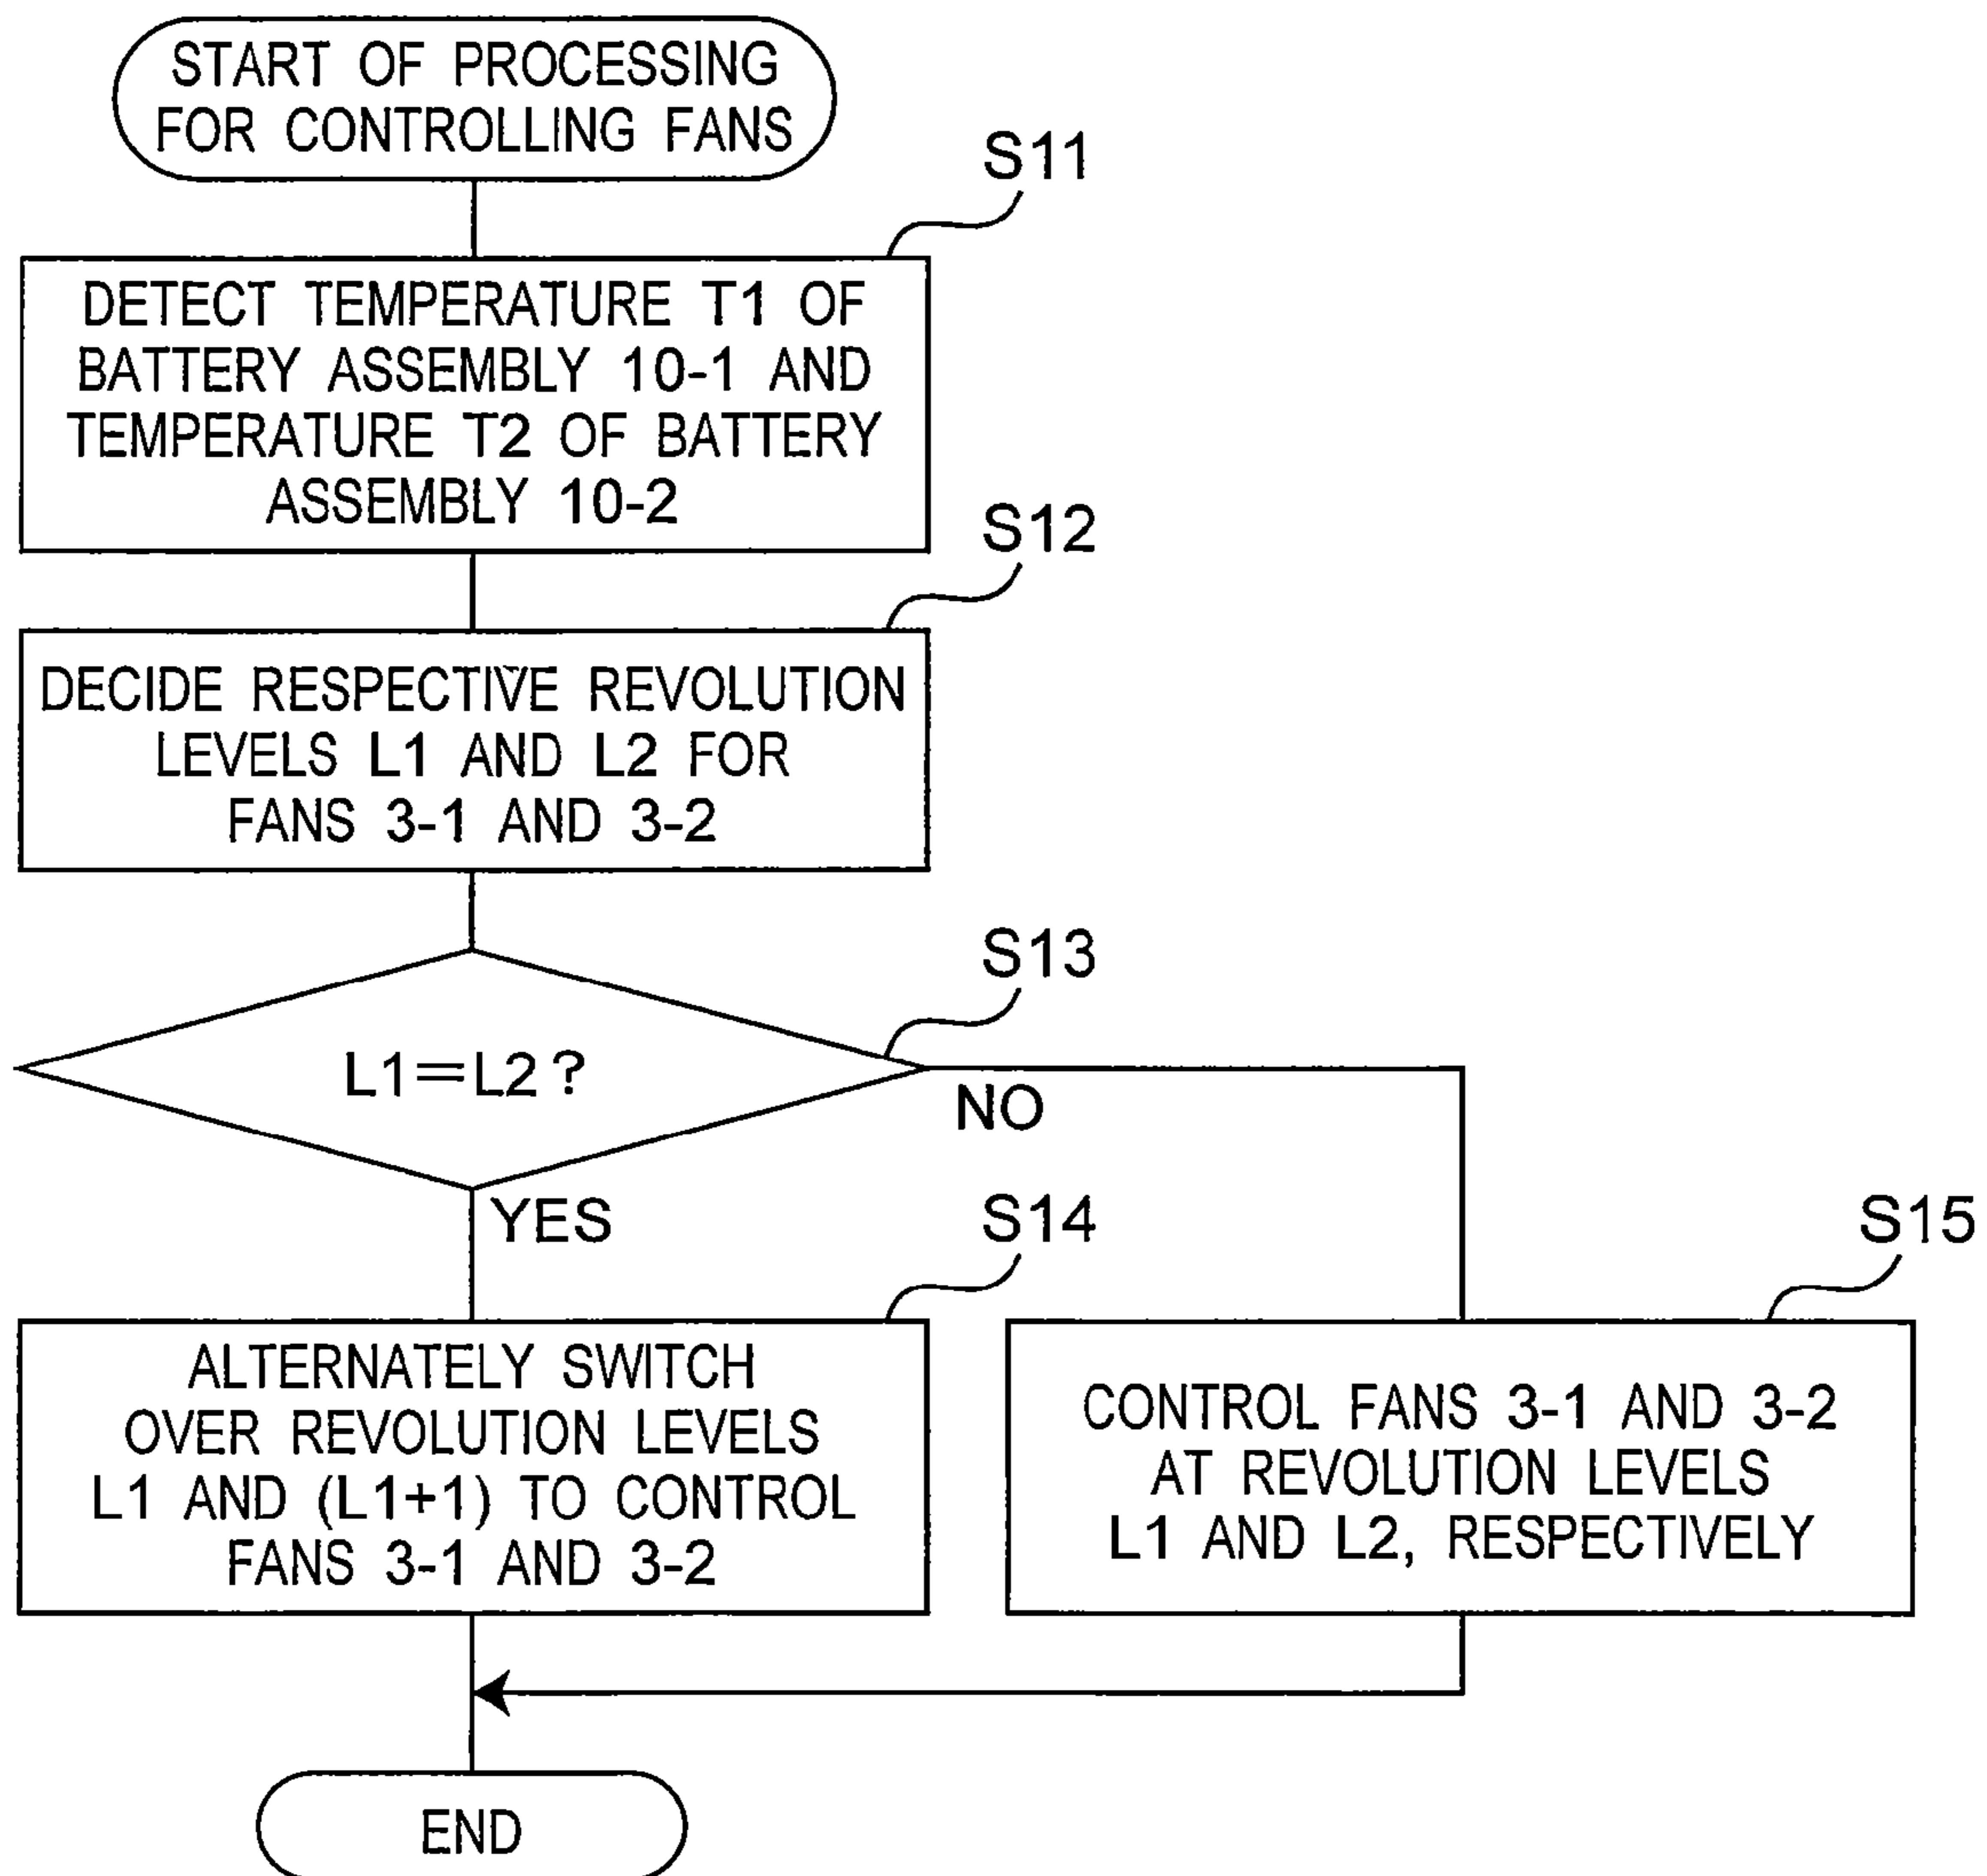 START OF PROCESSING
FOR CONTROLLING FANS
S11
DETECT TEMPERATURE T1 OF
BATTERY ASSEMBLY 10-1 AND
TEMPERATURE T2 OF BATTERY
ASSEMBLY 10-2
S12
DECIDE RESPECTIVE REVOLUTION
LEVELS L1 AND L2 FOR
FANS 3-1 AND 3-2
S13
L1=L2?
NO
YES
S14
ALTERNATELY SWITCH
OVER REVOLUTION LEVELS
L1 AND (L1+1) TO CONTROL
FANS 3-1 AND 3-2
S15
CONTROL FANS 3-1 AND 3-2
AT REVOLUTION LEVELS
L1 AND L2, RESPECTIVELY
END